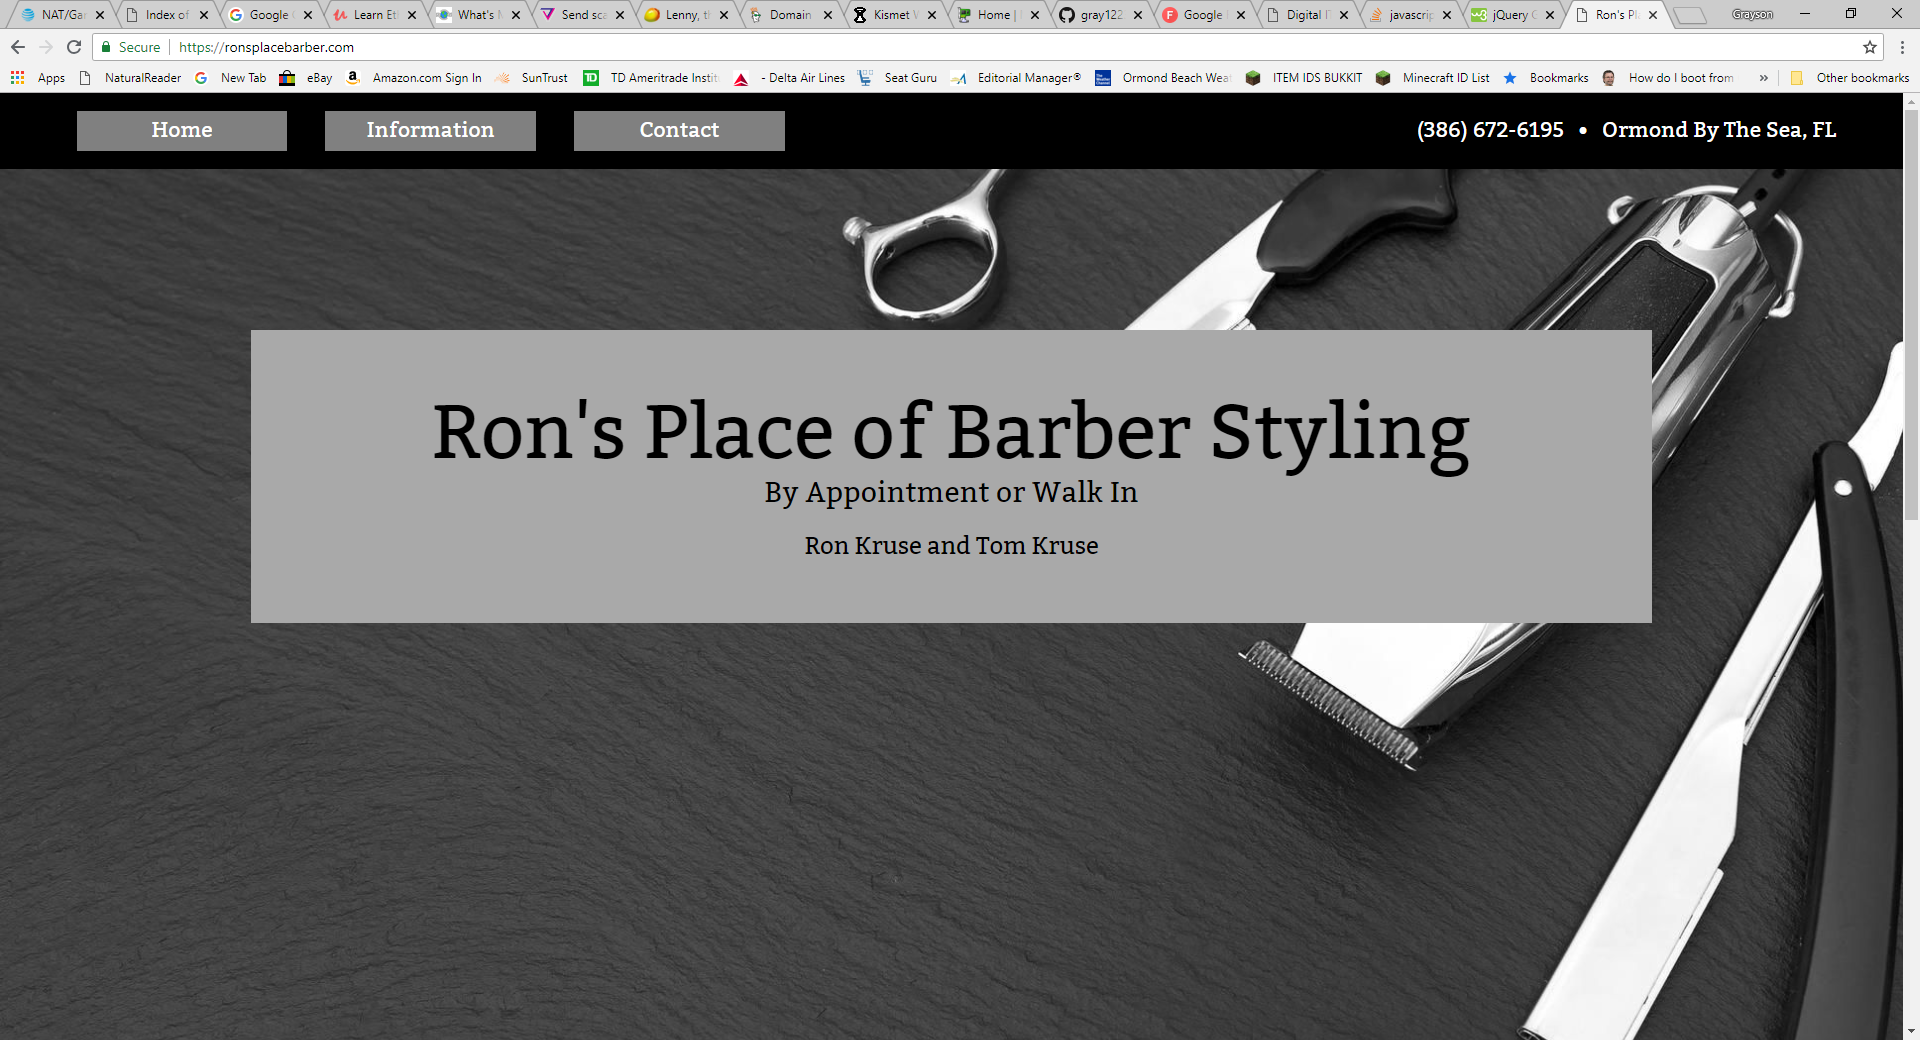 NAT/Gar Index of Google Learn Et What's M Send sca Lenny, t Domain Kismet W Home | gray122 Google Digital I javascrip jQuery Ron's Pl Grayson
Secure https://ronsplacebarber.com
Apps NaturalReader New Tab eBay Amazon.com Sign In SunTrust TD Ameritrade Instit - Delta Air Lines Seat Guru Editorial Manager® Ormond Beach Wea ITEM IDS BUKKIT Minecraft ID List Bookmarks How do I boot from » Other bookmarks
Home Information Contact (386) 672-6195 • Ormond By The Sea, FL
Ron's Place of Barber Styling
By Appointment or Walk In
Ron Kruse and Tom Kruse